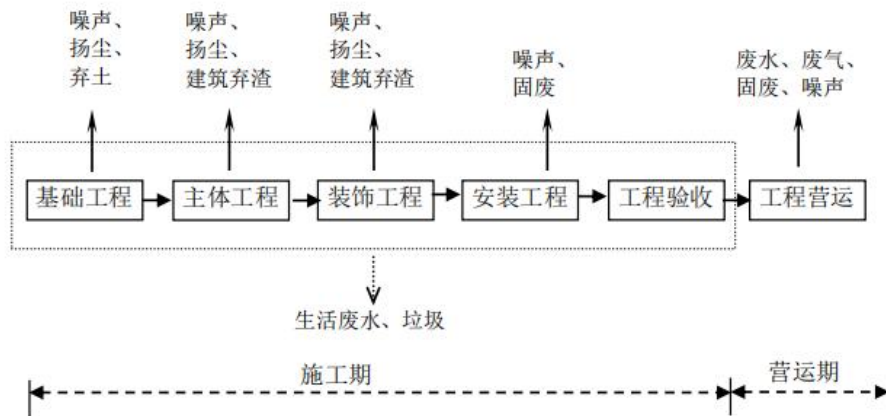 噪声、
扬尘、
弃土
噪声、
扬尘、
建筑弃渣
噪声、
扬尘、
建筑弃渣
噪声、
固废
废水、废气、
固废、噪声
基础工程
主体工程
装饰工程
安装工程
工程验收
工程营运
生活废水、垃圾
施工期
营运期